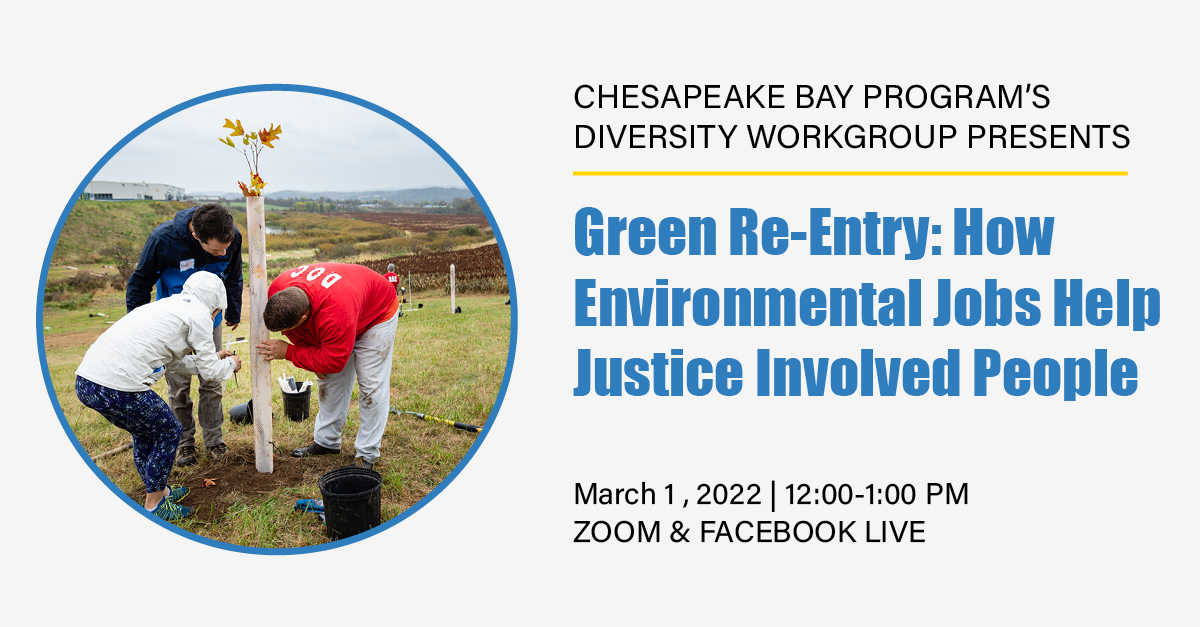 CHESAPEAKE BAY PROGRAM'S
DIVERSITY WORKGROUP PRESENTS
Green Re-Entry: How
Environmental Jobs Help
Justice Involved People
March 1 , 2022 | 12:00-1:00 PM
ZOOM & FACEBOOK LIVE
D.O.C